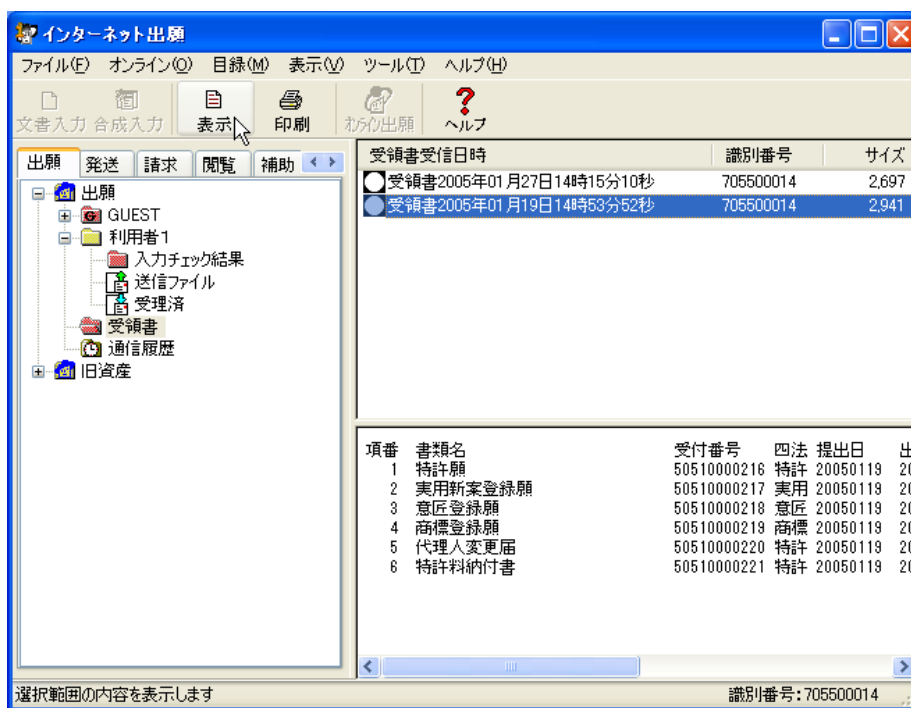 インターネット出願
ファイル(F) オンライン(O) 目録(M) 表示(V) ツール(T) ヘルプ(H)
文書入力 合成入力 表示 印刷 オンライン出願 ヘルプ
出願 発送 請求 閲覧 補助
出願
GUEST
利用者1
入力チェック結果
送信ファイル
受理済
受領書
通信履歴
旧資産
受領書受信日時 識別番号 サイズ
受領書2005年01月27日14時15分10秒 705500014 2,697
受領書2005年01月19日14時53分52秒 705500014 2,941
項番 書類名 受付番号 四法 提出日 出
1 特許願 50510000216 特許 20050119 20
2 実用新案登録願 50510000217 実用 20050119 20
3 意匠登録願 50510000218 意匠 20050119 20
4 商標登録願 50510000219 商標 20050119 20
5 代理人変更届 50510000220 特許 20050119 20
6 特許料納付書 50510000221 特許 20050119 20
選択範囲の内容を表示します 識別番号:705500014